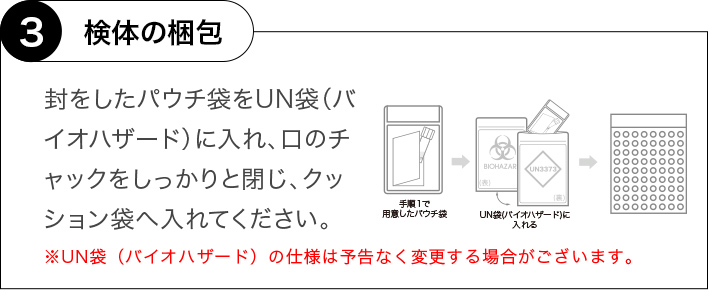 3 検体の梱包
封をしたパウチ袋をUN袋（バ
イオハザード）に入れ、口のチ
ャックをしっかりと閉じ、クッ
ション袋へ入れてください。
手順1で
用意したパウチ袋
BIOHAZAR
(表)
UN3373
(裏)
UN袋(バイオハザード)に
入れる
※UN袋（バイオハザード）の仕様は予告なく変更する場合がございます。